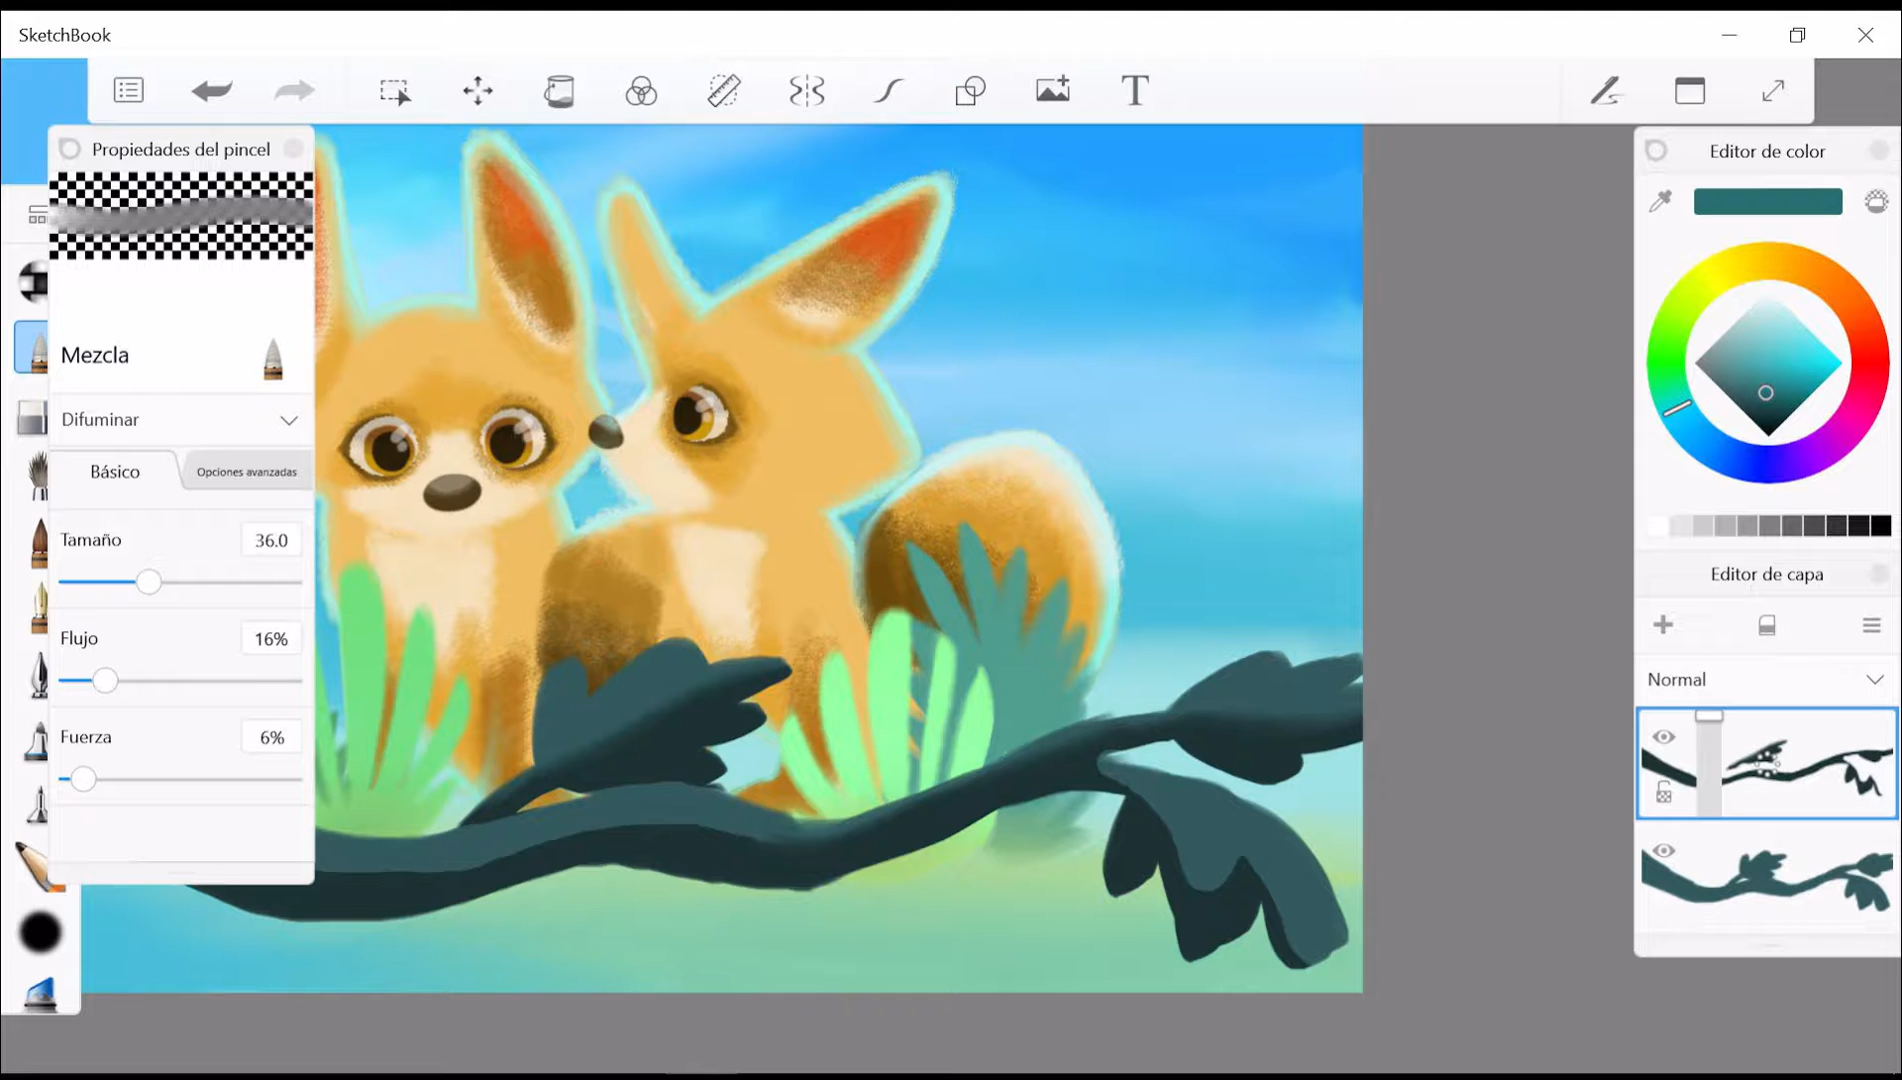 SketchBook
T
Propiedades del pincel
Mezcla
Difuminar
Básico
Opciones avanzadas
Tamaño
36.0
Flujo
16%
Fuerza
6%
Editor de color
Editor de capa
Normal